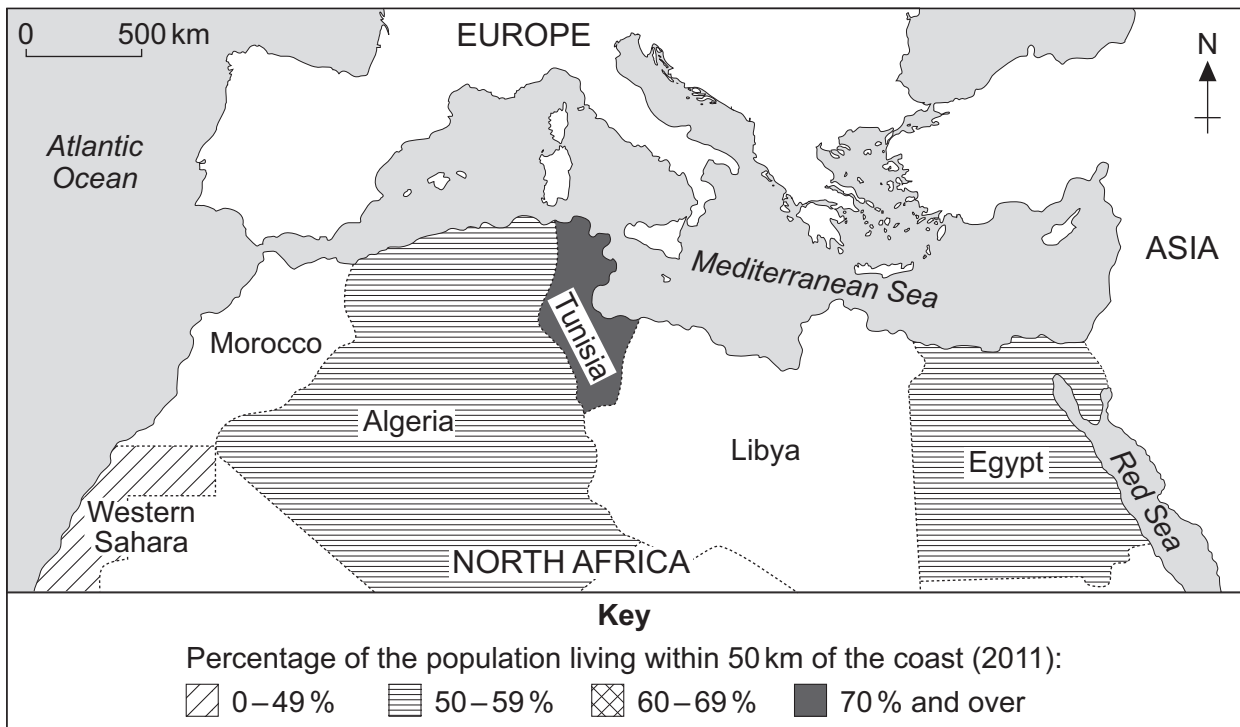 0 500 km
EUROPE
N
Atlantic
Ocean
ASIA
Mediterranean Sea
Tunisia
Morocco
Algeria
Libya
Egypt
Red Sea
Western
Sahara
NORTH AFRICA
Key
Percentage of the population living within 50 km of the coast (2011):
0 – 49 % 50 – 59 % 60 – 69 % 70 % and over